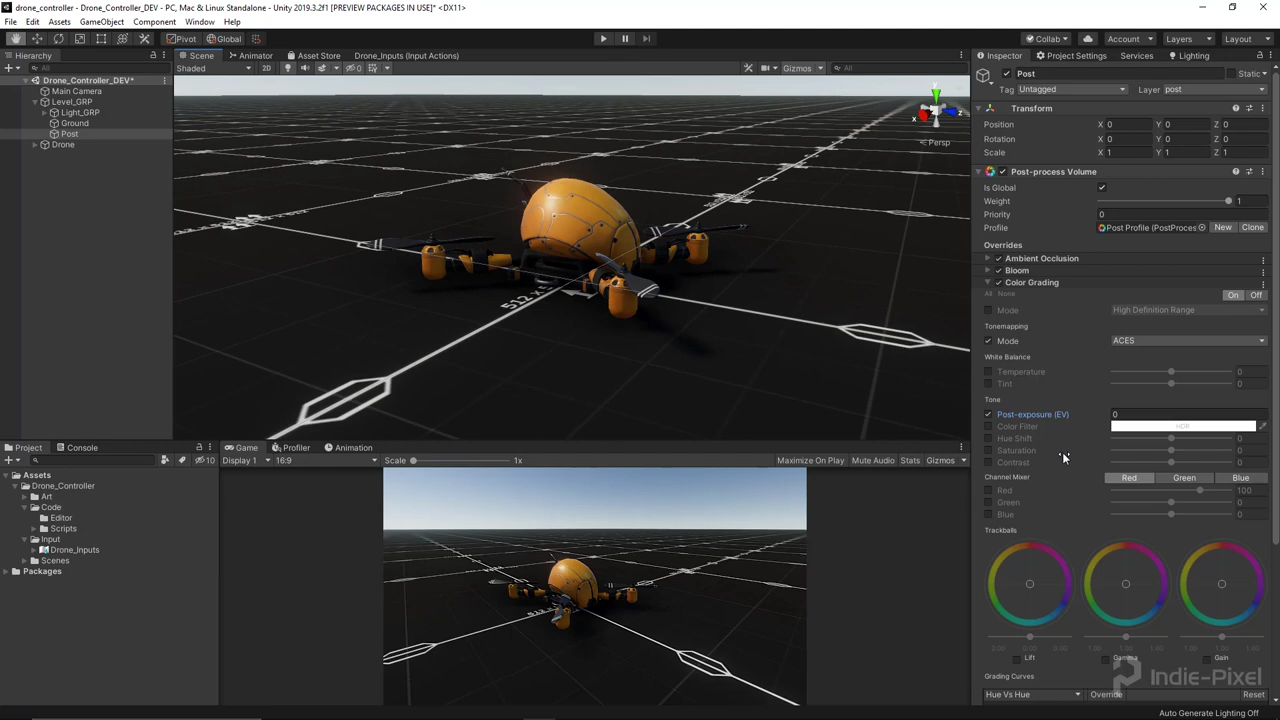 drone_controller - Drone_Controller_DEV - PC, Mac & Linux Standalone - Unity 2019.3.2f1 [PREVIEW PACKAGES IN USE]* <DX11>
File Edit Assets GameObject Component Window Help
Pivot Global Collab Account Layers Layout
Hierarchy
All
Drone_Controller_DEV*
Main Camera
Level_GRP
Light_GRP
Ground
Post
Drone
Scene Animator Asset Store Drone_Inputs (Input Actions)
Shaded 2D 0 Gizmos All
y
x z
< Persp
512 x
Project Console
10
Assets
Drone_Controller
Art
Code
Editor
Scripts
Input
Drone_Inputs
Scenes
Packages
Game Profiler Animation
Display 1 16:9 Scale 1x Maximize On Play Mute Audio Stats Gizmos
Inspector Project Settings Services Lighting
Post Static
Tag Untagged Layer post
Transform
Position X 0 Y 0 Z 0
Rotation X 0 Y 0 Z 0
Scale X 1 Y 1 Z 1
Post-process Volume
Is Global
Weight 1
Priority 0
Profile Post Profile (PostProces New Clone
Overrides
Ambient Occlusion
Bloom
Color Grading
All None On Off
Mode High Definition Range
Tonemapping
Mode ACES
White Balance
Temperature 0
Tint 0
Tone
Post-exposure (EV) 0
Color Filter HDR
Hue Shift 0
Saturation 0
Contrast 0
Channel Mixer Red Green Blue
Red 100
Green 0
Blue 0
Trackballs
Lift Gamma Gain
Indie-Pixel
Grading Curves
Hue Vs Hue Override Reset
Auto Generate Lighting Off